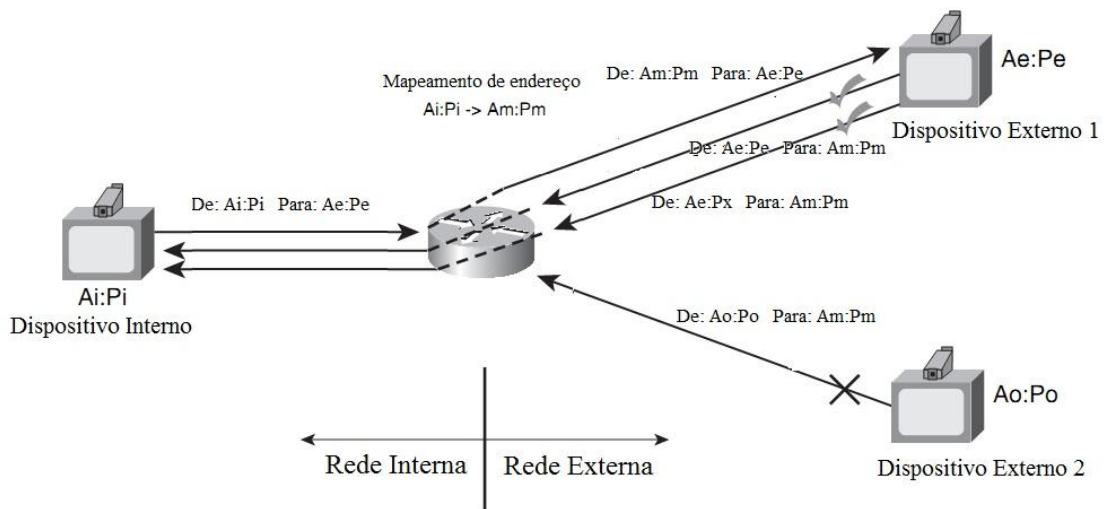 Mapeamento de endereço
Ai:Pi -> Am:Pm
De: Am:Pm Para: Ae:Pe
Ae:Pe
Dispositivo Externo 1
De: Ae:Pe Para: Am:Pm
De: Ae:Px Para: Am:Pm
De: Ai:Pi Para: Ae:Pe
Ai:Pi
Dispositivo Interno
De: Ao:Po Para: Am:Pm
Ao:Po
Dispositivo Externo 2
Rede Interna
Rede Externa